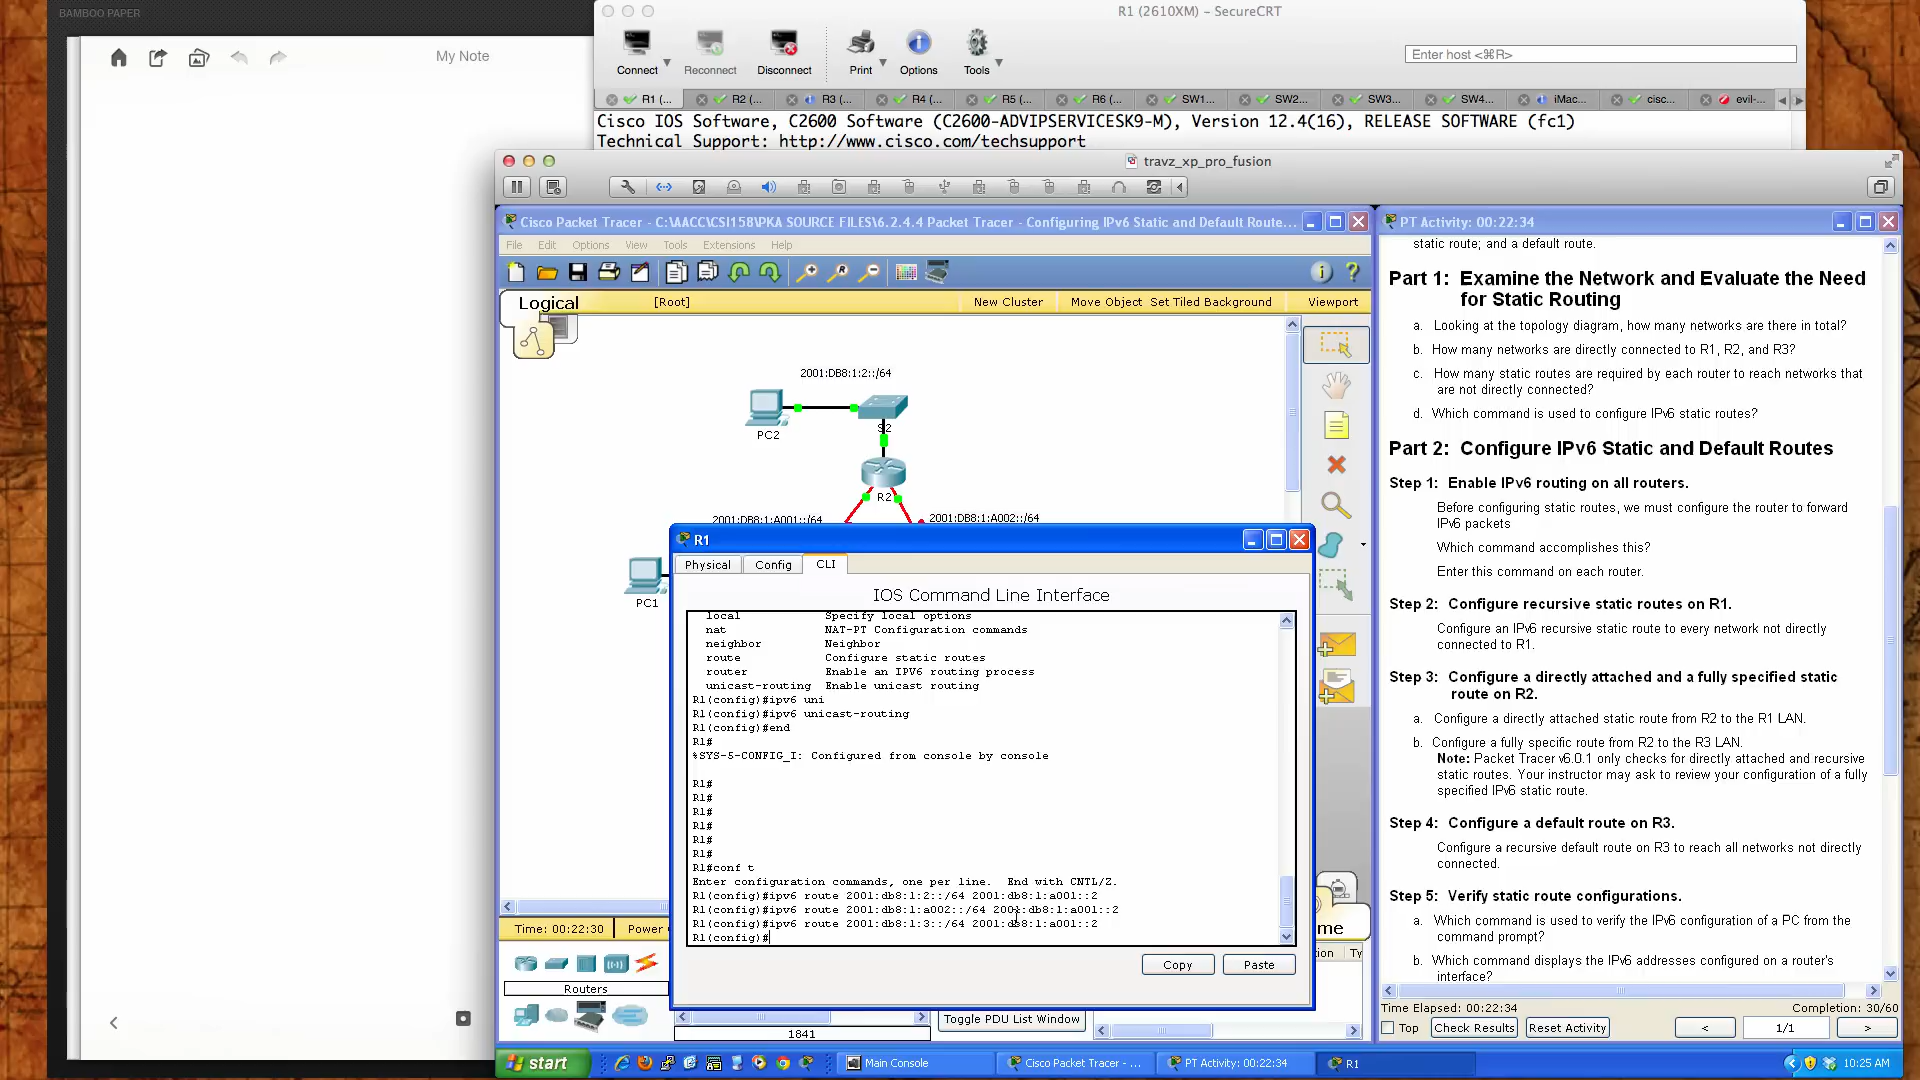 BAMBOO PAPER
My Note
R1 (2610XM) – SecureCRT
Connect
Reconnect
Disconnect
Print
Options
Tools
Enter host <⌘R>
R1 (...
R2 (...
R3 (...
R4 (...
R5 (...
R6 (...
SW1...
SW2...
SW3...
SW4...
iMac...
cisc...
evil-...
Cisco IOS Software, C2600 Software (C2600-ADVIPSERVICESK9-M), Version 12.4(16), RELEASE SOFTWARE (fc1)
Technical Support: http://www.cisco.com/techsupport
travz_xp_pro_fusion
Cisco Packet Tracer - C:\AACC\CSI158\PKA SOURCE FILES\6.2.4.4 Packet Tracer - Configuring IPv6 Static and Default Route...
File Edit Options View Tools Extensions Help
Logical
[Root]
New Cluster
Move Object
Set Tiled Background
Viewport
2001:DB8:1:2::/64
PC2
S2
R2
2001:DB8:1:A001::/64
2001:DB8:1:A002::/64
PC1
R1
Physical
Config
CLI
IOS Command Line Interface
local Specify local options
nat NAT-PT Configuration commands
neighbor Neighbor
route Configure static routes
router Enable an IPV6 routing process
unicast-routing Enable unicast routing
R1(config)#ipv6 uni
R1(config)#ipv6 unicast-routing
R1(config)#end
R1#
%SYS-5-CONFIG_I: Configured from console by console
R1#
R1#
R1#
R1#
R1#
R1#
R1#conf t
Enter configuration commands, one per line. End with CNTL/Z.
R1(config)#ipv6 route 2001:db8:1:2::/64 2001:db8:1:a001::2
R1(config)#ipv6 route 2001:db8:1:a002::/64 2001:db8:1:a001::2
R1(config)#ipv6 route 2001:db8:1:3::/64 2001:db8:1:a001::2
R1(config)#
Copy
Paste
Time: 00:22:30
Power
me
tion
Ty
Routers
1841
Toggle PDU List Window
PT Activity: 00:22:34
static route; and a default route.
Part 1: Examine the Network and Evaluate the Need
for Static Routing
a. Looking at the topology diagram, how many networks are there in total?
b. How many networks are directly connected to R1, R2, and R3?
c. How many static routes are required by each router to reach networks that
are not directly connected?
d. Which command is used to configure IPv6 static routes?
Part 2: Configure IPv6 Static and Default Routes
Step 1: Enable IPv6 routing on all routers.
Before configuring static routes, we must configure the router to forward
IPv6 packets
Which command accomplishes this?
Enter this command on each router.
Step 2: Configure recursive static routes on R1.
Configure an IPv6 recursive static route to every network not directly
connected to R1.
Step 3: Configure a directly attached and a fully specified static
route on R2.
a. Configure a directly attached static route from R2 to the R1 LAN.
b. Configure a fully specific route from R2 to the R3 LAN.
Note: Packet Tracer v6.0.1 only checks for directly attached and recursive
static routes. Your instructor may ask to review your configuration of a fully
specified IPv6 static route.
Step 4: Configure a default route on R3.
Configure a recursive default route on R3 to reach all networks not directly
connected.
Step 5: Verify static route configurations.
a. Which command is used to verify the IPv6 configuration of a PC from the
command prompt?
b. Which command displays the IPv6 addresses configured on a router's
interface?
Time Elapsed: 00:22:34
Completion: 30/60
Top
Check Results
Reset Activity
<
1/1
>
start
Main Console
Cisco Packet Tracer - ...
PT Activity: 00:22:34
R1
10:25 AM